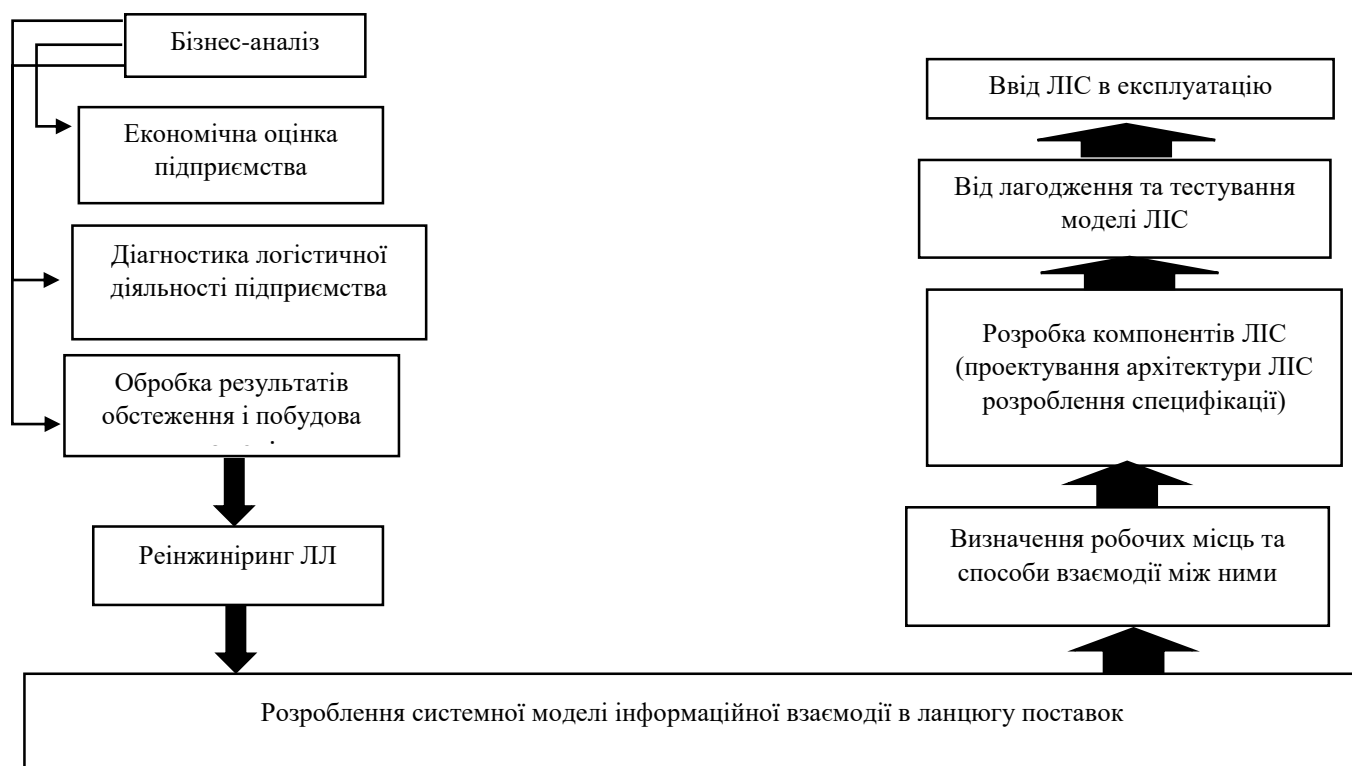 Бізнес-аналіз
Економічна оцінка
підприємства
Діагностика логістичної
діяльності підприємства
Обробка результатів
обстеження і побудова
Реінжиніринг ЛЛ
Розроблення системної моделі інформаційної взаємодії в ланцюгу поставок
Визначення робочих місць та
способи взаємодії між ними
Розробка компонентів ЛІС
(проектування архітектури ЛІС
розроблення специфікації)
Від лагодження та тестування
моделі ЛІС
Ввід ЛІС в експлуатацію